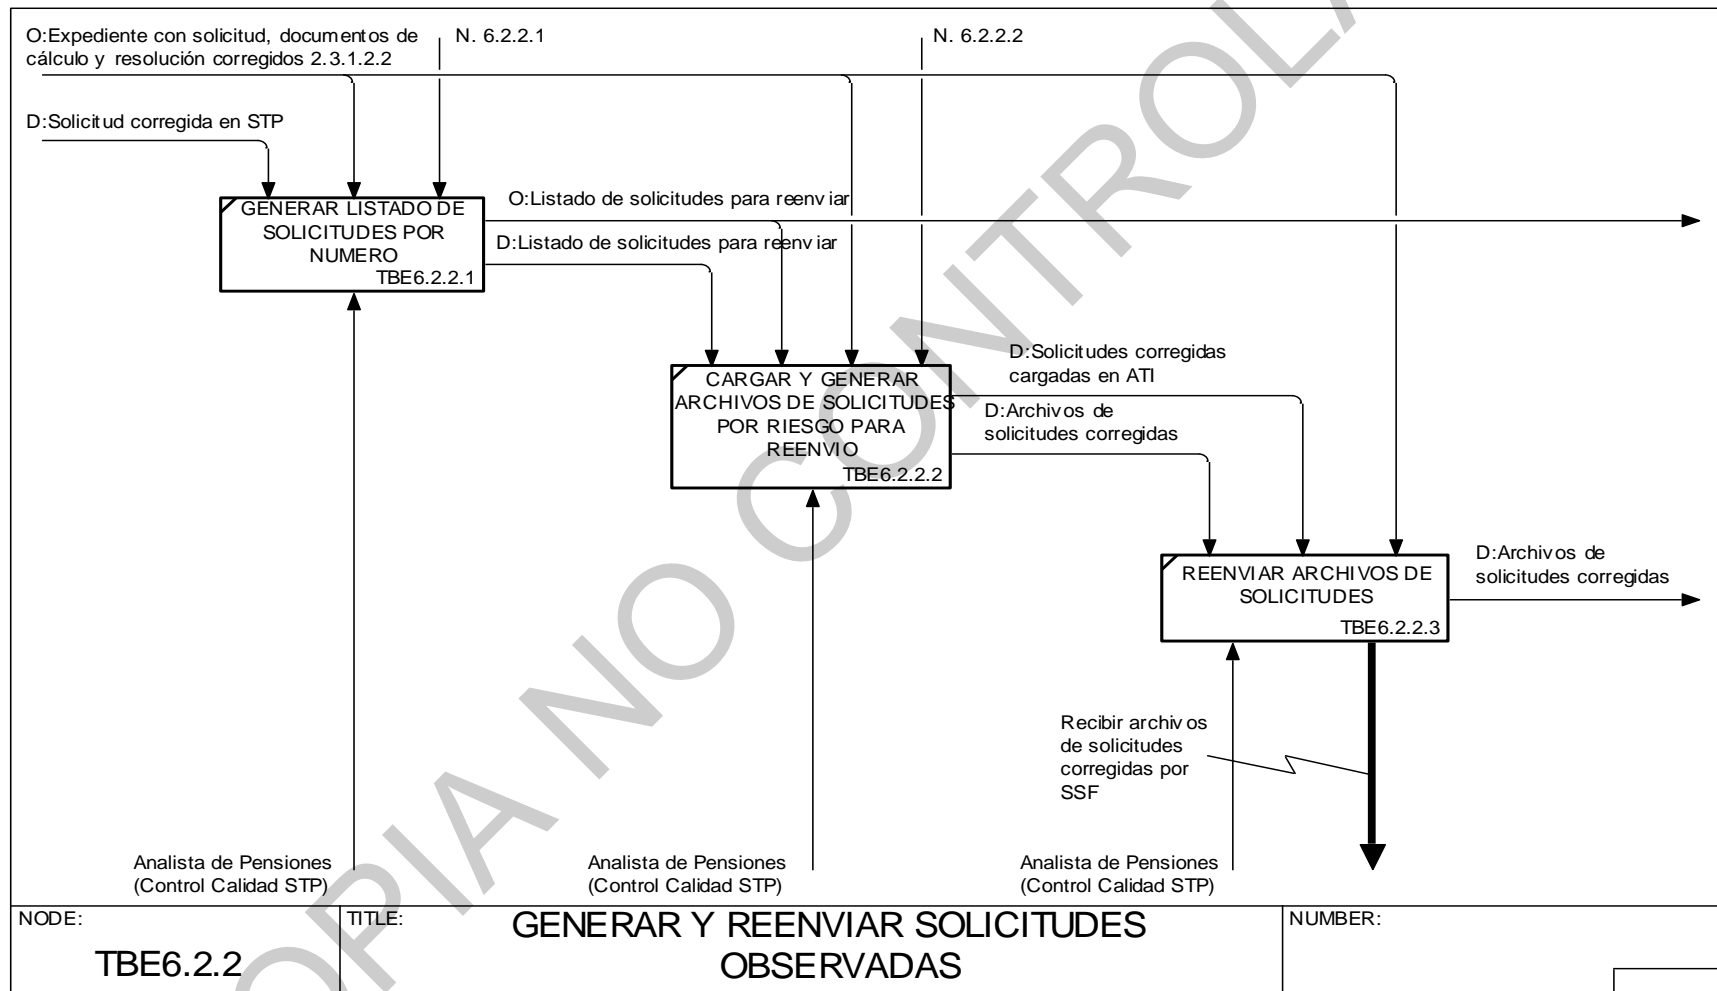 O:Expediente con solicitud, documentos de
cálculo y resolución corregidos 2.3.1.2.2
N. 6.2.2.1
N. 6.2.2.2
D:Solicitud corregida en STP
GENERAR LISTADO DE
SOLICITUDES POR
NUMERO
TBE6.2.2.1
O:Listado de solicitudes para reenviar
D:Listado de solicitudes para reenviar
CARGAR Y GENERAR
ARCHIVOS DE SOLICITUDES
POR RIESGO PARA
REENVIO
TBE6.2.2.2
D:Solicitudes corregidas
cargadas en ATI
D:Archivos de
solicitudes corregidas
REENVIAR ARCHIVOS DE
SOLICITUDES
TBE6.2.2.3
D:Archivos de
solicitudes corregidas
Recibir archivos
de solicitudes
corregidas por
SSF
Analista de Pensiones
(Control Calidad STP)
Analista de Pensiones
(Control Calidad STP)
Analista de Pensiones
(Control Calidad STP)
NODE:
TBE6.2.2
TITLE:
GENERAR Y REENVIAR SOLICITUDES
OBSERVADAS
NUMBER:
OPIA NO CONTROLA